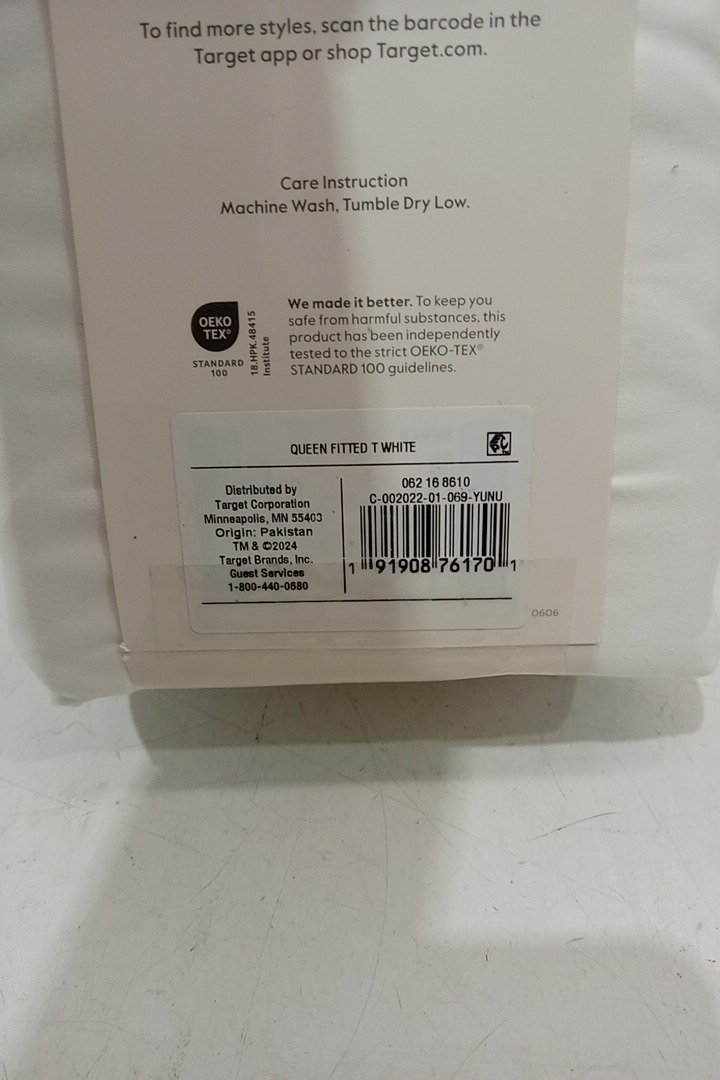 To find more styles, scan the barcode in the
Target app or shop Target.com.
Care Instruction
Machine Wash, Tumble Dry Low.
OEKO
TEX®
STANDARD
100
18.HPK.48415
Institute
We made it better. To keep you
safe from harmful substances, this
product has been independently
tested to the strict OEKO-TEX®
STANDARD 100 guidelines.
QUEEN FITTED T WHITE
Distributed by
Target Corporation
Minneapolis, MN 55403
Origin: Pakistan
TM & ©2024
Target Brands, Inc.
Guest Services
1-800-440-0680
062 16 8610
C-002022-01-069-YUNU
1 91908 76170 1
0606